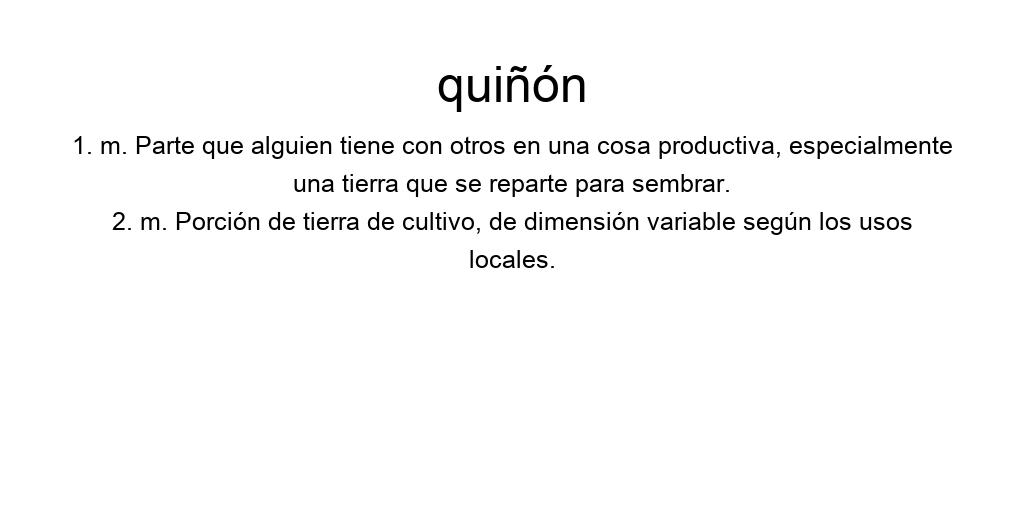 quiñón
1. m. Parte que alguien tiene con otros en una cosa productiva, especialmente
una tierra que se reparte para sembrar.
2. m. Porción de tierra de cultivo, de dimensión variable según los usos
locales.